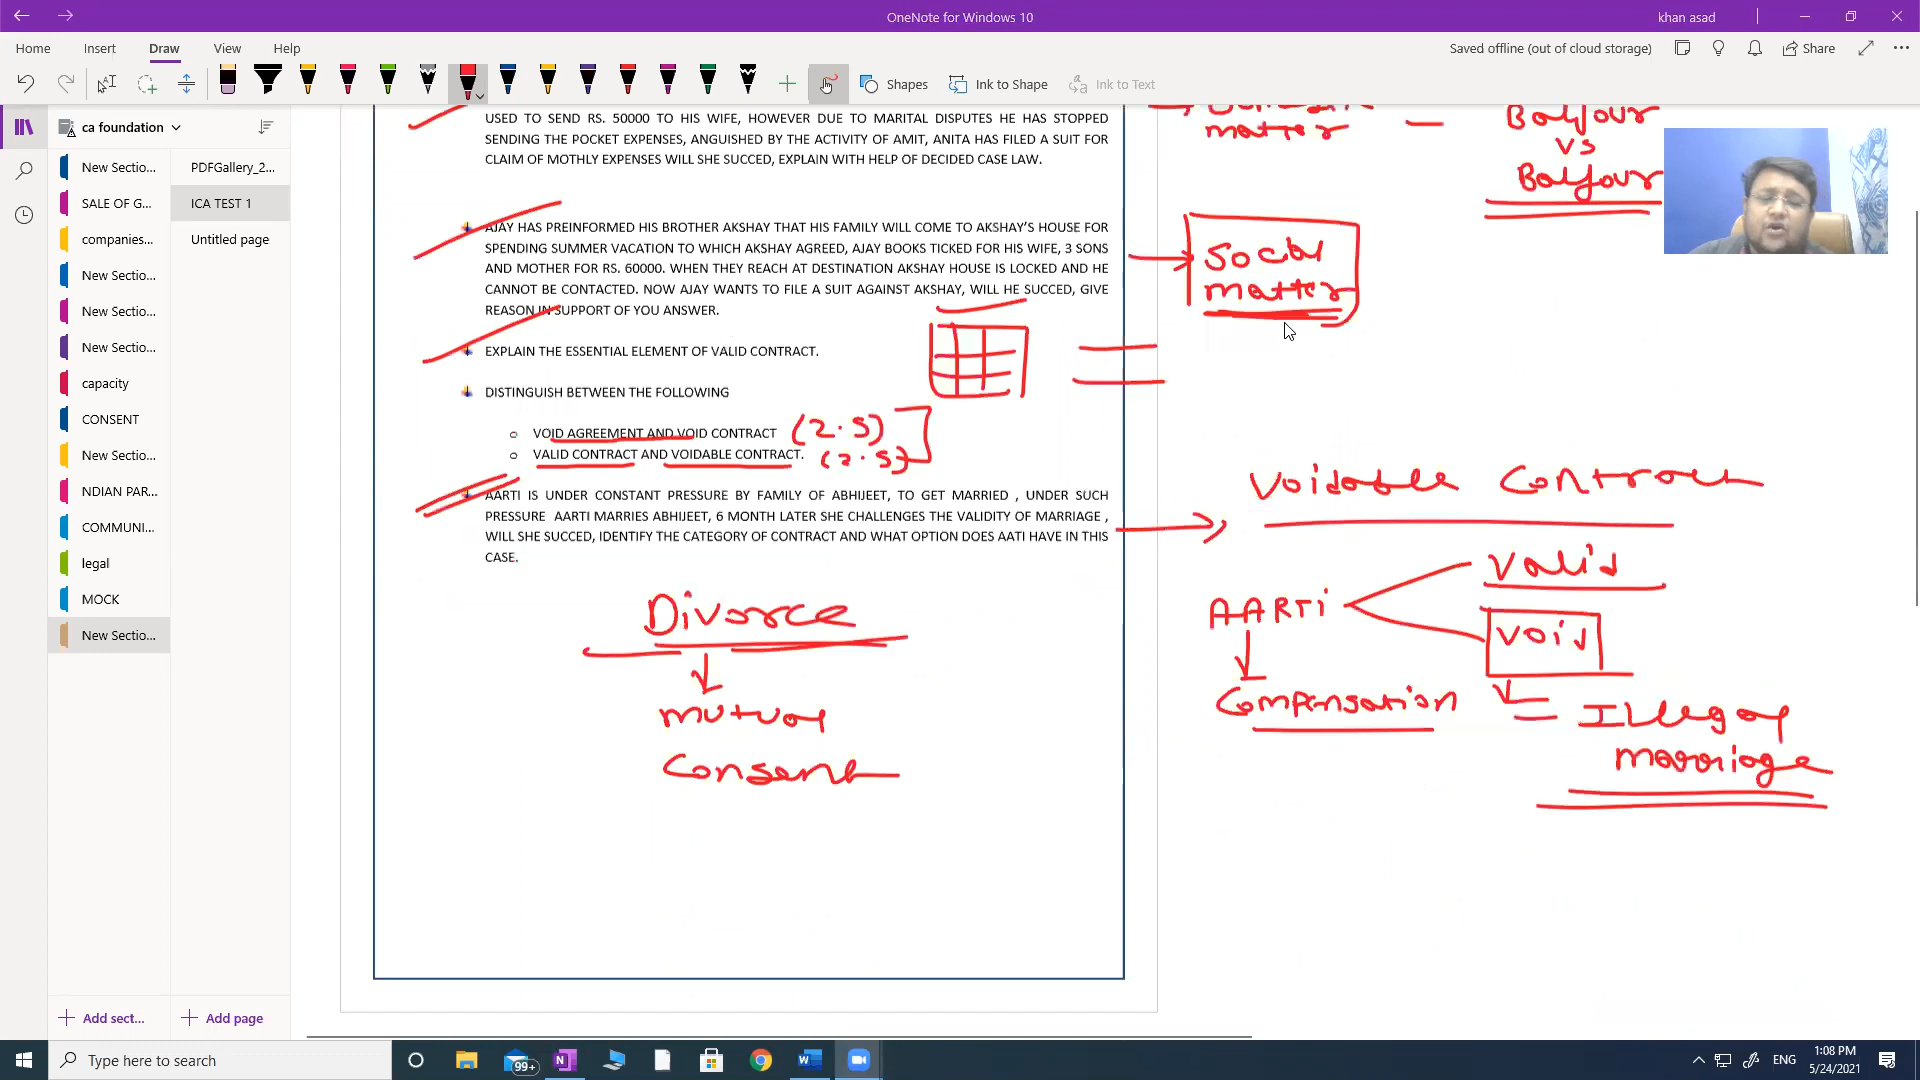 OneNote for Windows 10
khan asad
Home Insert Draw View Help
Saved offline (out of cloud storage)
Share
Shapes
Ink to Shape
Ink to Text
ca foundation
New Sectio...
SALE OF G...
companies...
New Sectio...
New Sectio...
New Sectio...
capacity
CONSENT
New Sectio...
NDIAN PAR...
COMMUNI...
legal
MOCK
New Sectio...
Add sect...
PDFGallery_2...
ICA TEST 1
Untitled page
Add page
USED TO SEND RS. 50000 TO HIS WIFE, HOWEVER DUE TO MARITAL DISPUTES HE HAS STOPPED
SENDING THE POCKET EXPENSES, ANGUISHED BY THE ACTIVITY OF AMIT, ANITA HAS FILED A SUIT FOR
CLAIM OF MOTHLY EXPENSES WILL SHE SUCCED, EXPLAIN WITH HELP OF DECIDED CASE LAW.
matter
Balfour
vs
Balfour
AJAY HAS PREINFORMED HIS BROTHER AKSHAY THAT HIS FAMILY WILL COME TO AKSHAY'S HOUSE FOR
SPENDING SUMMER VACATION TO WHICH AKSHAY AGREED, AJAY BOOKS TICKED FOR HIS WIFE, 3 SONS
AND MOTHER FOR RS. 60000. WHEN THEY REACH AT DESTINATION AKSHAY HOUSE IS LOCKED AND HE
CANNOT BE CONTACTED. NOW AJAY WANTS TO FILE A SUIT AGAINST AKSHAY, WILL HE SUCCED, GIVE
REASON IN SUPPORT OF YOU ANSWER.
Social
matter
EXPLAIN THE ESSENTIAL ELEMENT OF VALID CONTRACT.
DISTINGUISH BETWEEN THE FOLLOWING
VOID AGREEMENT AND VOID CONTRACT (2.5)
VALID CONTRACT AND VOIDABLE CONTRACT. (2.5)
AARTI IS UNDER CONSTANT PRESSURE BY FAMILY OF ABHIJEET, TO GET MARRIED , UNDER SUCH
PRESSURE AARTI MARRIES ABHIJEET, 6 MONTH LATER SHE CHALLENGES THE VALIDITY OF MARRIAGE ,
WILL SHE SUCCED, IDENTIFY THE CATEGORY OF CONTRACT AND WHAT OPTION DOES AATI HAVE IN THIS
CASE.
Voidable Contract
AARTI
Valid
Void
Compensation
= Illegal
marriage
Divorce
mutual
Consent
Type here to search
99+
ENG
1:08 PM
5/24/2021